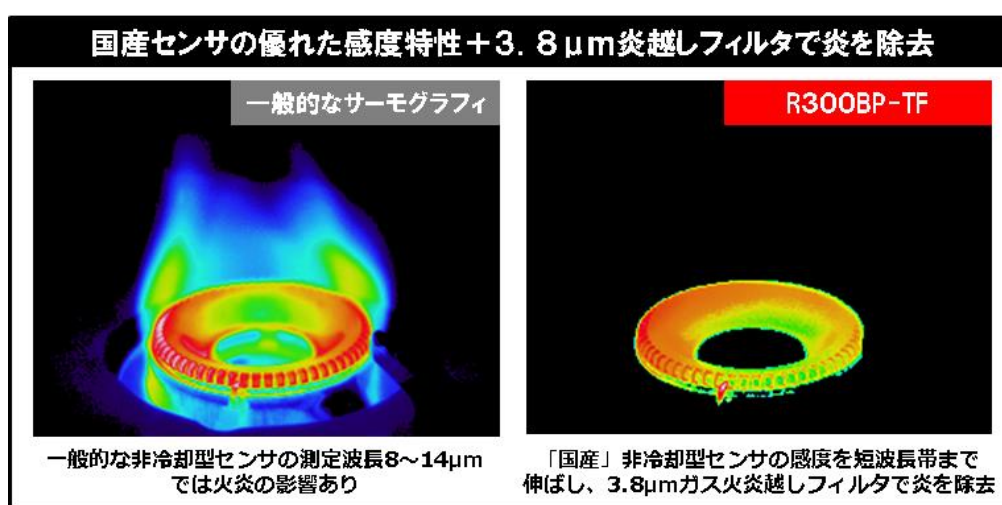 国産センサの優れた感度特性＋3.8μm炎越しフィルタで炎を除去
一般的なサーモグラフィ
R300BP-TF
一般的な非冷却型センサの測定波長8～14μm
では火炎の影響あり
「国産」非冷却型センサの感度を短波長帯まで
伸ばし、3.8μmガス火炎越しフィルタで炎を除去